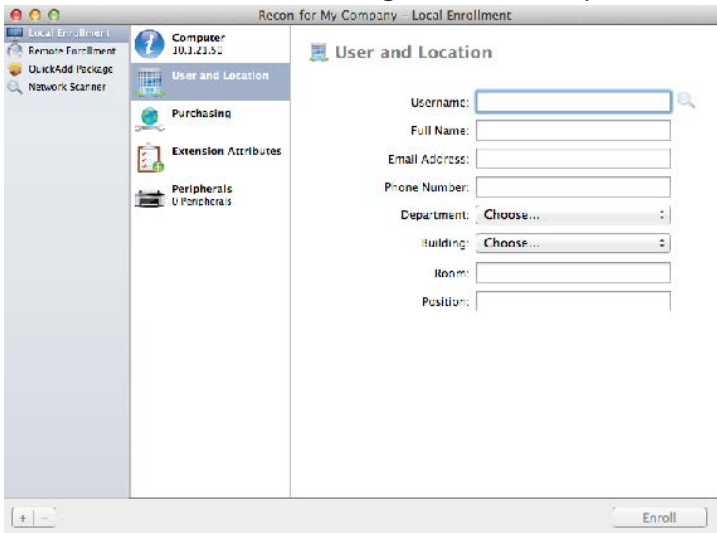 Recon for My Company – Local Enrollment
Local Enrollment
Remote Enrollment
QuickAdd Package
Network Scanner
Computer
User and Location
Purchasing
Extension Attributes
Peripherals
0 Peripherals
User and Location
Username:
Full Name:
Email Address:
Phone Number:
Department: Choose...
Building: Choose...
Room:
Position:
+ −
Enroll